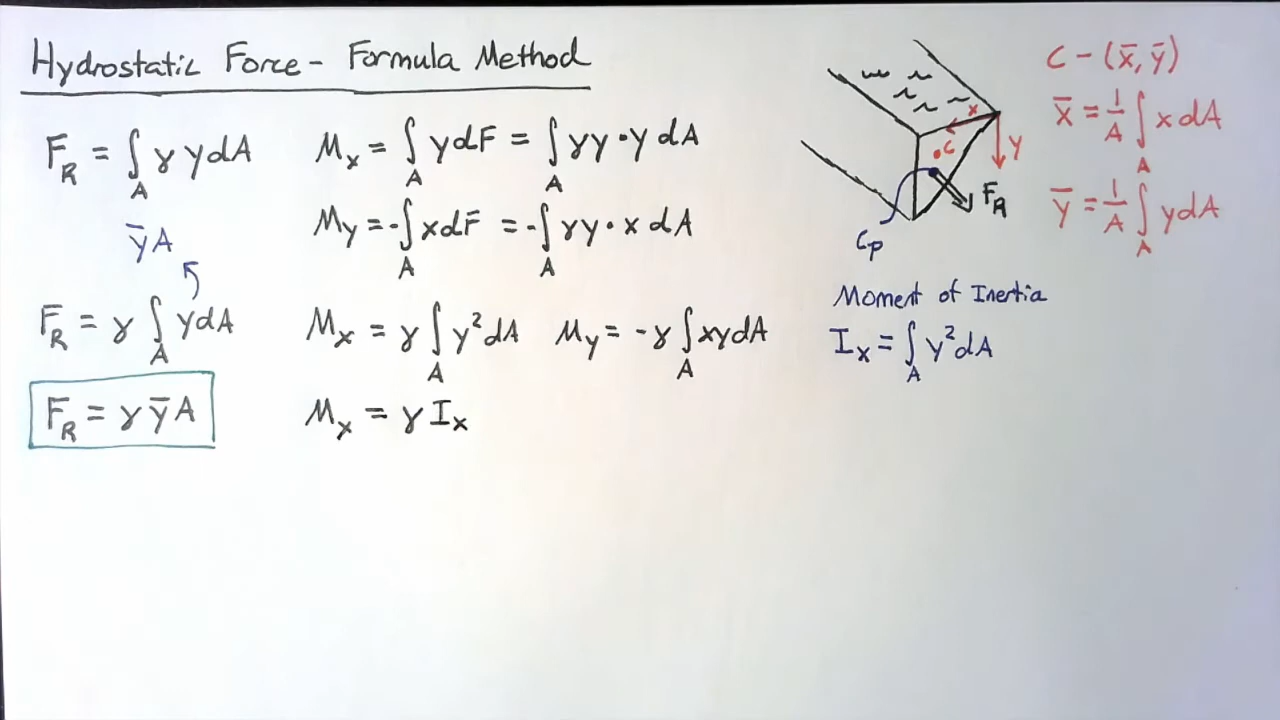 Hydrostatic Force - Formula Method
F_R = ∫_A γ y dA
ȳA
F_R = γ ∫_A y dA
F_R = γ ȳ A
M_x = ∫_A y dF = ∫_A γy · y dA
M_y = -∫_A x dF = -∫_A γy · x dA
M_x = γ ∫_A y² dA M_y = -γ ∫_A xy dA
M_x = γ I_x
x
C
y
F_R
C_p
C - (x̄, ȳ)
x̄ = 1/A ∫_A x dA
ȳ = 1/A ∫_A y dA
Moment of Inertia
I_x = ∫_A y² dA